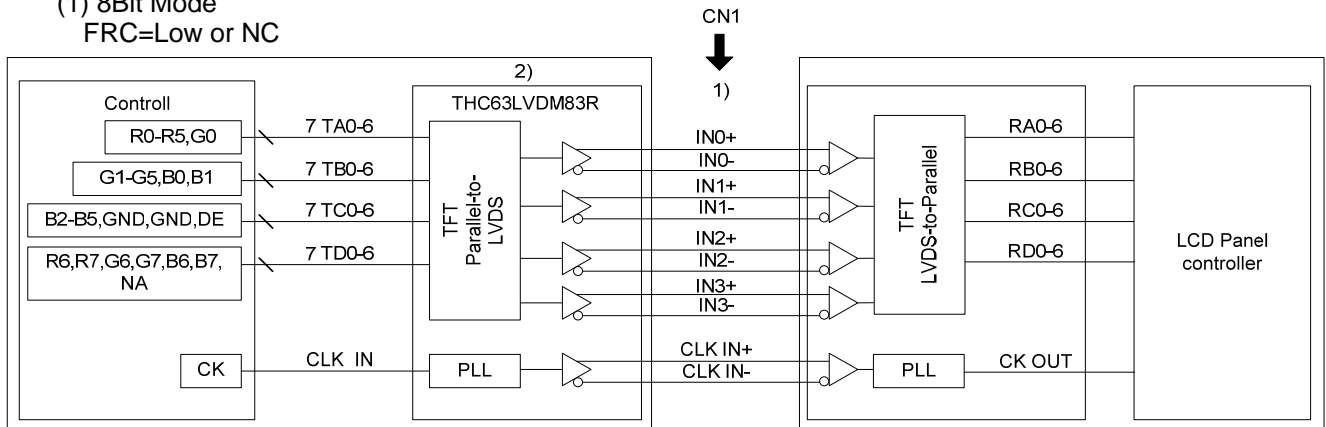 (1) 8Bit Mode
FRC=Low or NC
CN1
2)
1)
Controll
THC63LVDM83R
R0-R5,G0
7 TA0-6
G1-G5,B0,B1
7 TB0-6
B2-B5,GND,GND,DE
7 TC0-6
R6,R7,G6,G7,B6,B7,
NA
7 TD0-6
CK
CLK IN
TFT
Parallel-to-
LVDS
PLL
IN0+
IN0-
IN1+
IN1-
IN2+
IN2-
IN3+
IN3-
CLK IN+
CLK IN-
TFT
LVDS-to-Parallel
PLL
RA0-6
RB0-6
RC0-6
RD0-6
CK OUT
LCD Panel
controller